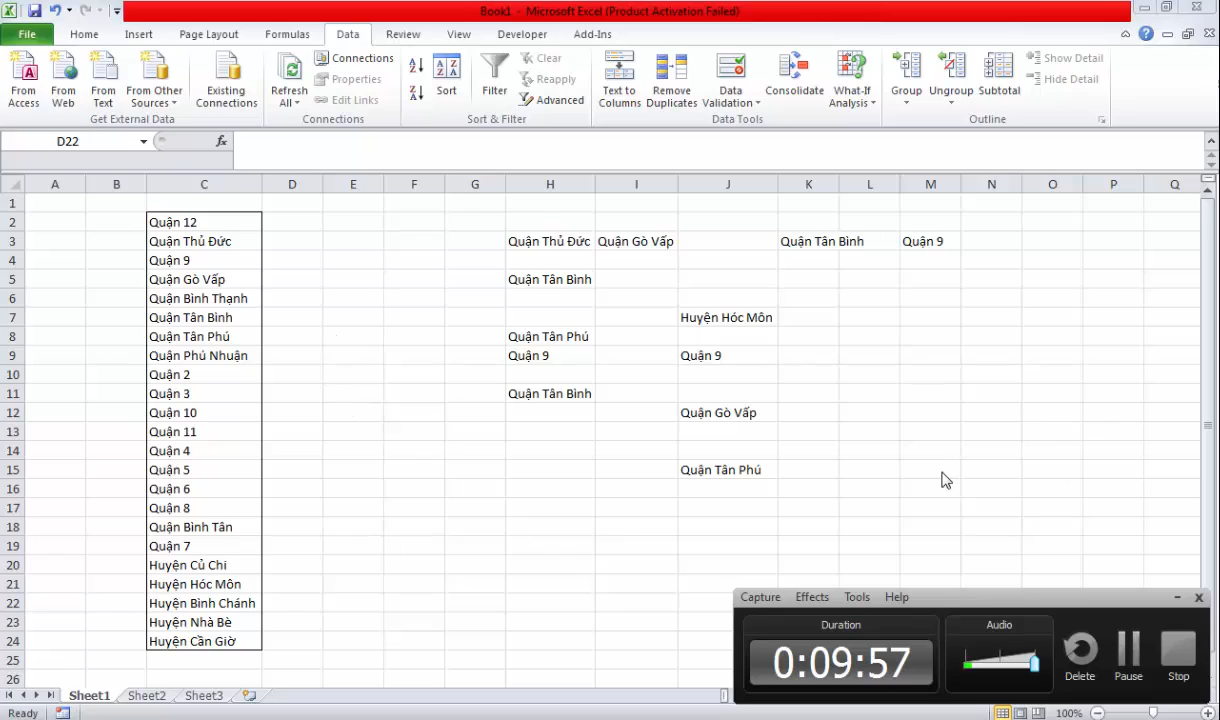 Book1 - Microsoft Excel (Product Activation Failed)
File Home Insert Page Layout Formulas Data Review View Developer Add-Ins
From Access
From Web
From Text
From Other Sources
Existing Connections
Get External Data
Refresh All
Connections
Properties
Edit Links
Connections
Sort
Filter
Clear
Reapply
Advanced
Sort & Filter
Text to Columns
Remove Duplicates
Data Validation
Consolidate
What-If Analysis
Data Tools
Group
Ungroup
Subtotal
Show Detail
Hide Detail
Outline
D22 fx
A B C D E F G H I J K L M N O P Q
1
2 Quận 12
3 Quận Thủ Đức Quận Thủ Đức Quận Gò Vấp Quận Tân Bình Quận 9
4 Quận 9
5 Quận Gò Vấp Quận Tân Bình
6 Quận Bình Thạnh
7 Quận Tân Bình Huyện Hóc Môn
8 Quận Tân Phú Quận Tân Phú
9 Quận Phú Nhuận Quận 9 Quận 9
10 Quận 2
11 Quận 3 Quận Tân Bình
12 Quận 10 Quận Gò Vấp
13 Quận 11
14 Quận 4
15 Quận 5 Quận Tân Phú
16 Quận 6
17 Quận 8
18 Quận Bình Tân
19 Quận 7
20 Huyện Củ Chi
21 Huyện Hóc Môn
22 Huyện Bình Chánh
23 Huyện Nhà Bè
24 Huyện Cần Giờ
25
26
Capture Effects Tools Help
Duration
0:09:57
Audio
Delete Pause Stop
Sheet1 Sheet2 Sheet3
Ready 100%